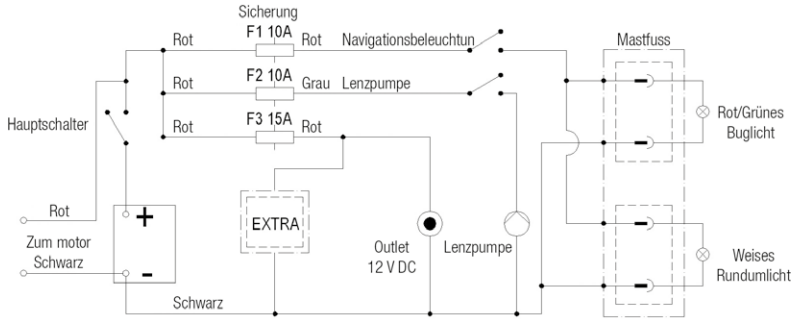 Sicherung
F1 10A
Rot
Rot
Navigationsbeleuchtun
Mastfuss
F2 10A
Rot
Grau
Lenzpumpe
Hauptschalter
F3 15A
Rot
Rot
Rot/Grünes
Buglicht
Rot
+
EXTRA
Zum motor
Schwarz
-
Outlet
12 V DC
Lenzpumpe
Weises
Rundumlicht
Schwarz